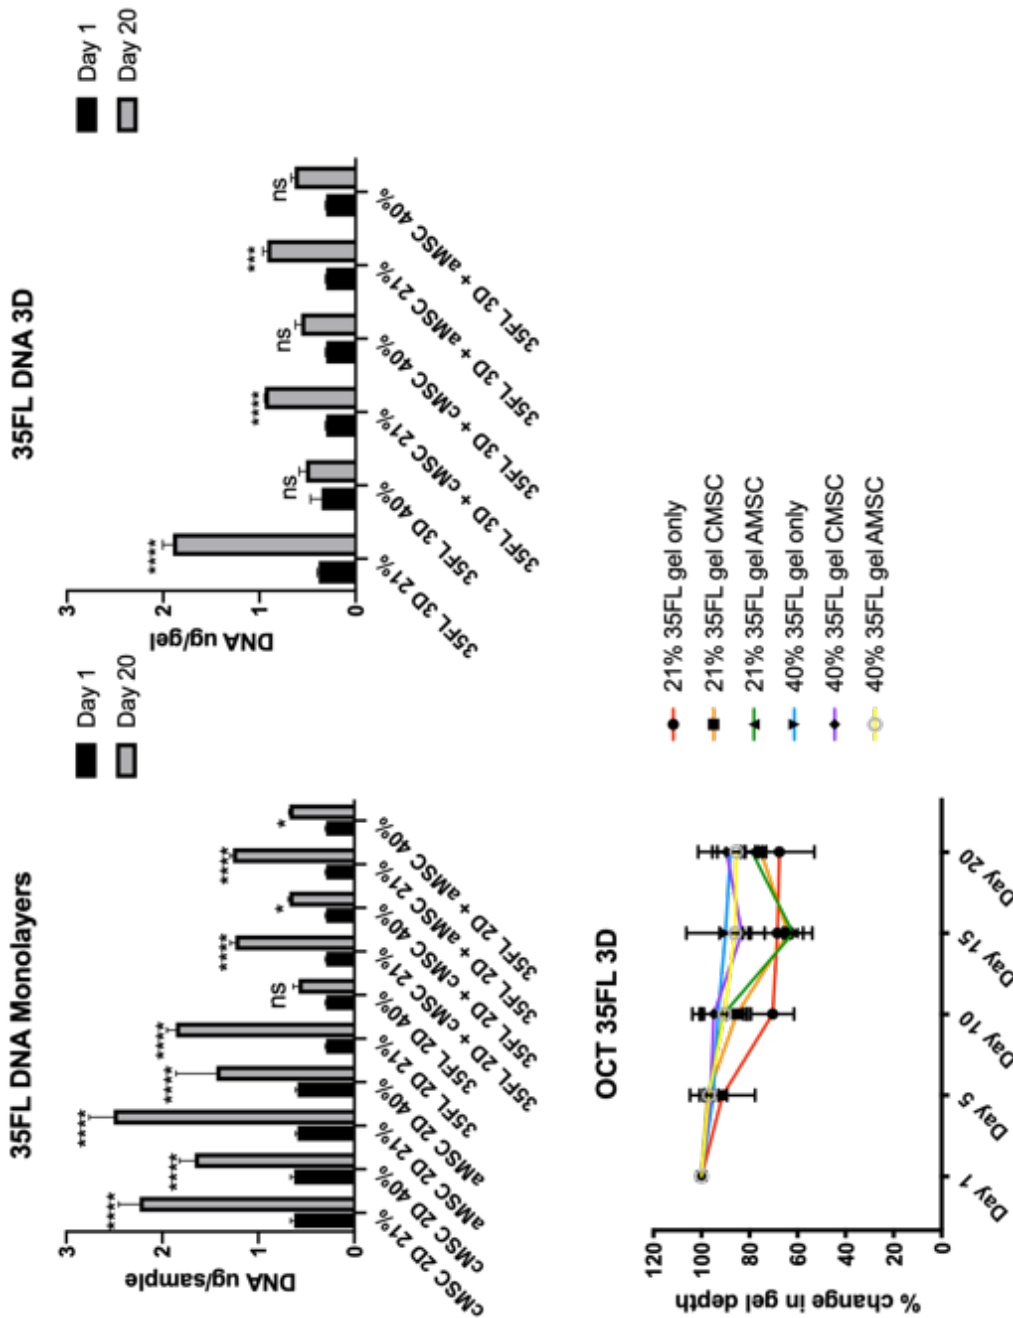 35FL DNA Monolayers
Day 1
Day 20
DNA ug/sample
3
2
1
0
****
****
****
****
****
ns
****
*
****
*
cMSC 2D 21%
cMSC 2D 40%
aMSC 2D 21%
aMSC 2D 40%
35FL 2D 21%
35FL 2D 40%
35FL 2D + cMSC 21%
35FL 2D + cMSC 40%
35FL 2D + aMSC 21%
35FL 2D + aMSC 40%
35FL DNA 3D
Day 1
Day 20
DNA ug/gel
3
2
1
0
****
ns
****
ns
***
ns
35FL 3D 21%
35FL 3D 40%
35FL 3D + cMSC 21%
35FL 3D + cMSC 40%
35FL 3D + aMSC 21%
35FL 3D + aMSC 40%
OCT 35FL 3D
% change in gel depth
120
100
80
60
40
20
0
Day 1
Day 5
Day 10
Day 15
Day 20
21% 35FL gel only
21% 35FL gel CMSC
21% 35FL gel AMSC
40% 35FL gel only
40% 35FL gel CMSC
40% 35FL gel AMSC